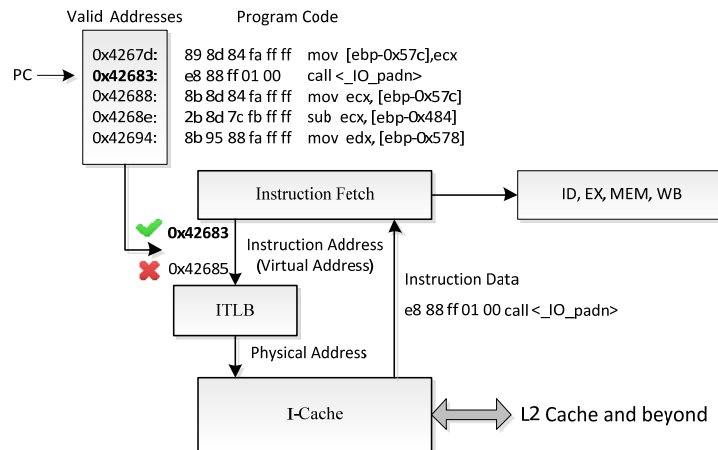 Valid Addresses Program Code
PC
0x4267d: 89 8d 84 fa ff ff mov [ebp-0x57c],ecx
0x42683: e8 88 ff 01 00 call <_IO_padn>
0x42688: 8b 8d 84 fa ff ff mov ecx, [ebp-0x57c]
0x4268e: 2b 8d 7c fb ff ff sub ecx, [ebp-0x484]
0x42694: 8b 95 88 fa ff ff mov edx, [ebp-0x578]
Instruction Fetch
ID, EX, MEM, WB
0x42683
0x42685
Instruction Address
(Virtual Address)
Instruction Data
e8 88 ff 01 00 call <_IO_padn>
ITLB
Physical Address
I-Cache
L2 Cache and beyond